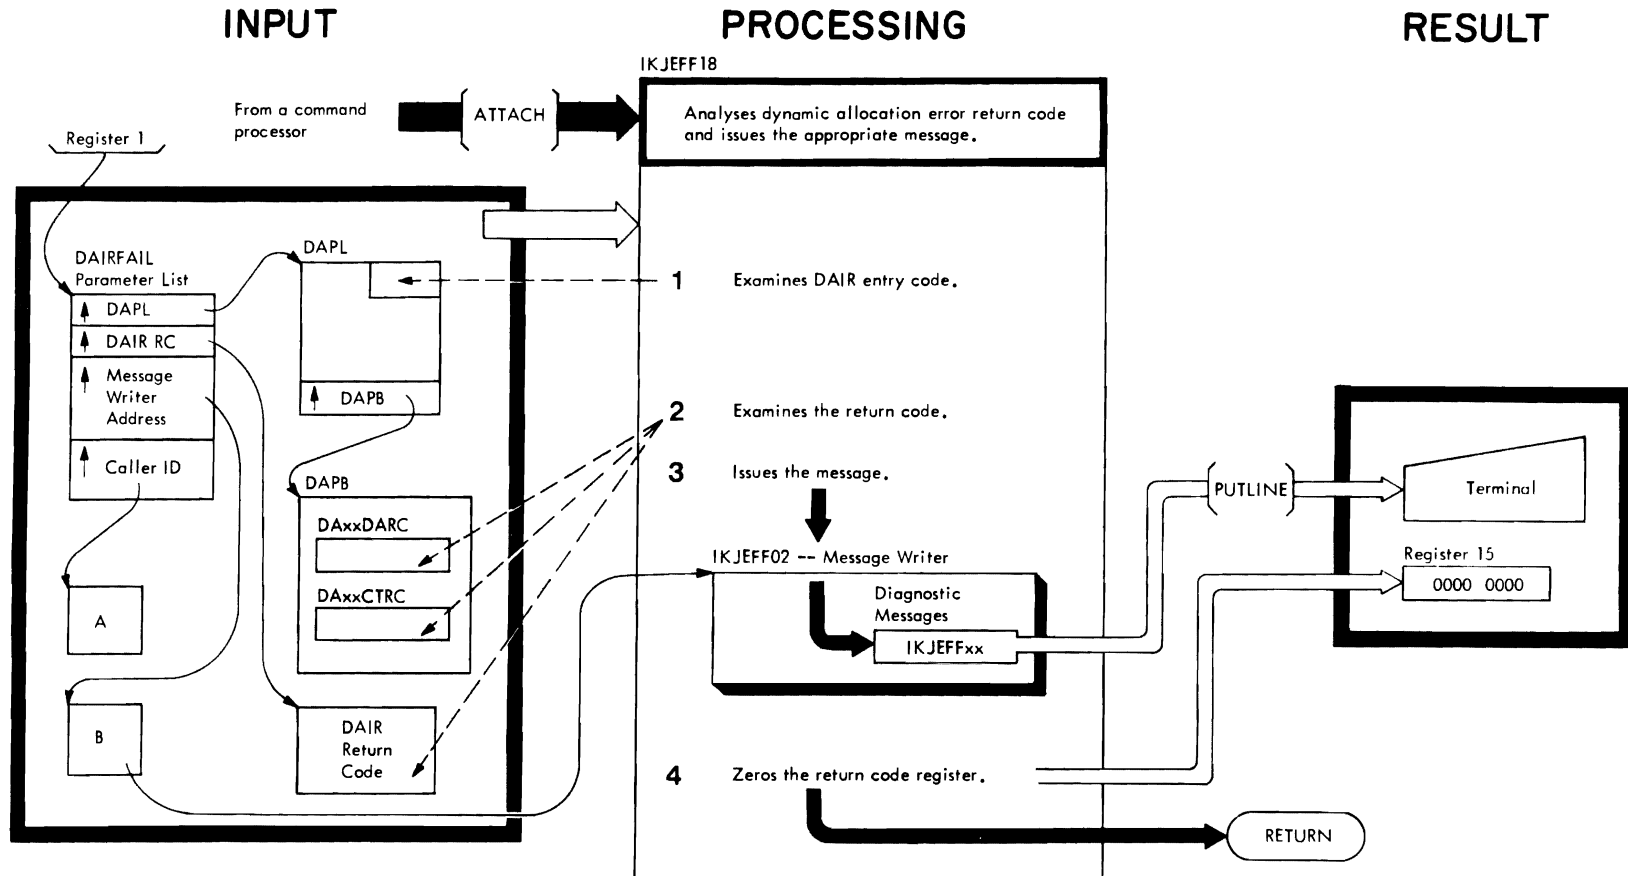 INPUT
PROCESSING
RESULT
IKJEFF18
From a command
processor
ATTACH
Analyses dynamic allocation error return code
and issues the appropriate message.
Register 1
DAIRFAIL
Parameter List
DAPL
DAIR RC
Message
Writer
Address
Caller ID
DAPL
DAPB
DAPB
DAxxDARC
DAxxCTRC
A
B
DAIR
Return
Code
1 Examines DAIR entry code.
2 Examines the return code.
3 Issues the message.
IKJEFF02 -- Message Writer
Diagnostic
Messages
IKJEFFxx
4 Zeros the return code register.
PUTLINE
Terminal
Register 15
0000 0000
RETURN